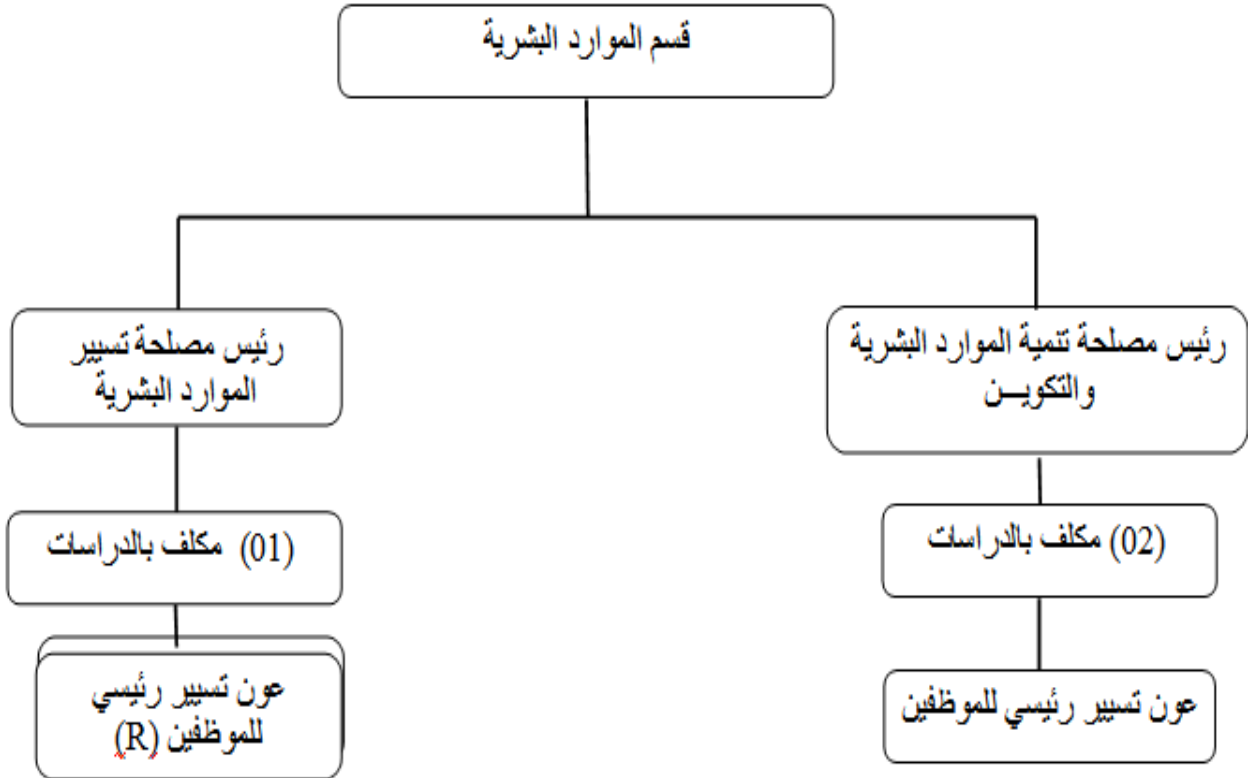 قسم الموارد البشرية
رئيس مصلحة تنمية الموارد البشرية
والتكويــن
رئيس مصلحة تسيير
الموارد البشرية
(02) مكلف بالدراسات
(01) مكلف بالدراسات
عون تسيير رئيسي للموظفين
عون تسيير رئيسي
للموظفين (R)